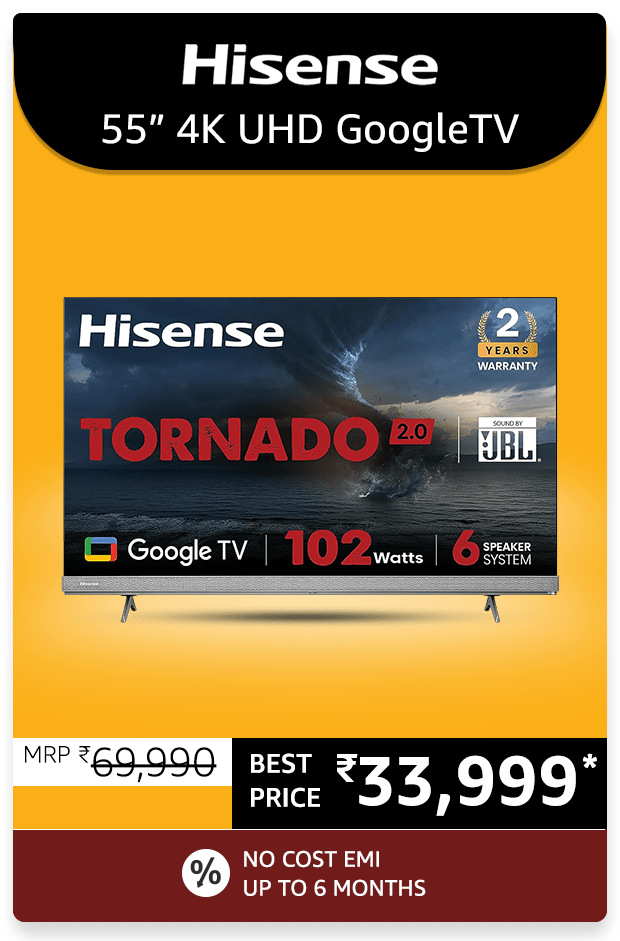 Hisense
55” 4K UHD GoogleTV
Hisense
2
YEARS
WARRANTY
TORNADO 2.0
SOUND BY
JBL
Google TV
102 Watts
6 SPEAKER
SYSTEM
Hisense
MRP ₹69,990
BEST
PRICE
₹33,999*
% NO COST EMI
UP TO 6 MONTHS